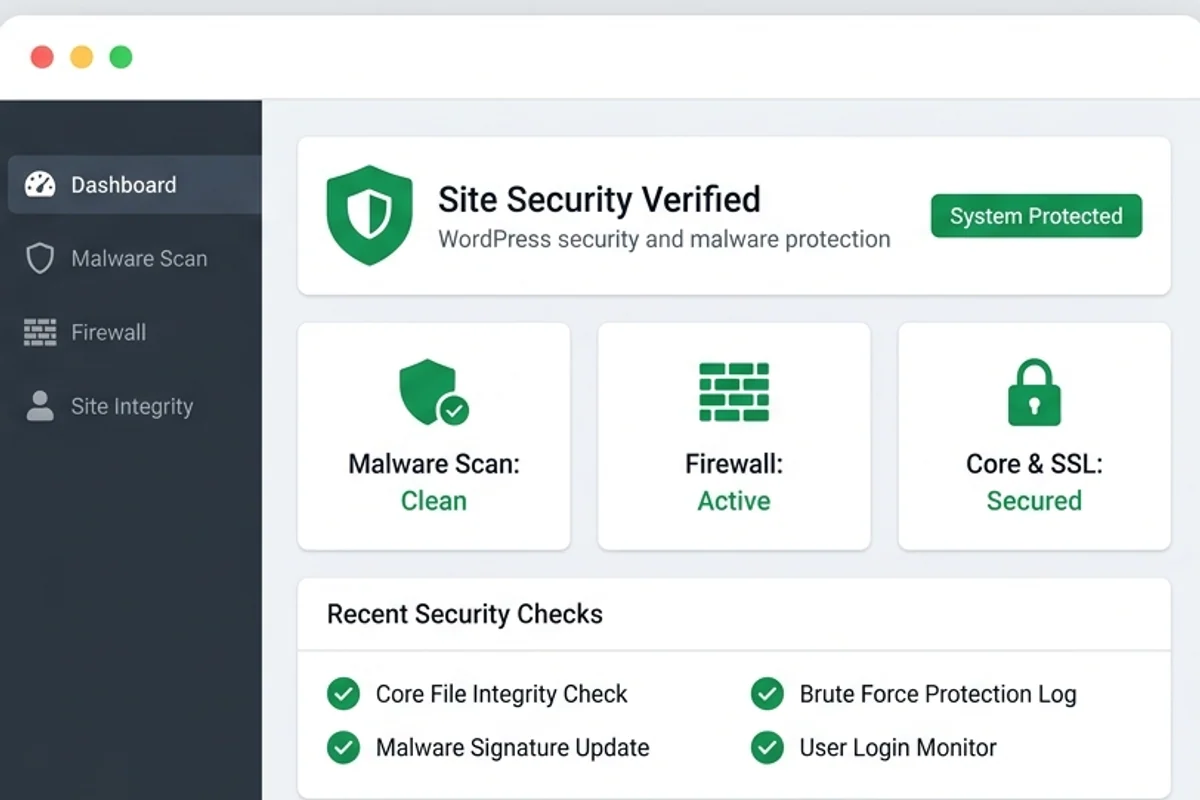 Dashboard
Malware Scan
Firewall
Site Integrity
Site Security Verified
WordPress security and malware protection
System Protected
Malware Scan:
Clean
Firewall:
Active
Core & SSL:
Secured
Recent Security Checks
Core File Integrity Check
Brute Force Protection Log
Malware Signature Update
User Login Monitor